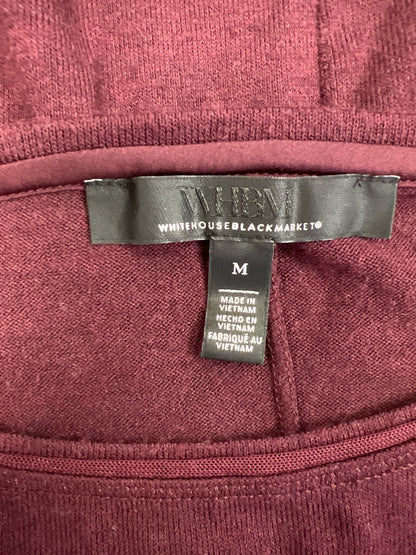 WHBM
WHITEHOUSEBLACKMARKET®
M
MADE IN
VIETNAM
HECHO EN
VIETNAM
FABRIQUÉ AU
VIETNAM